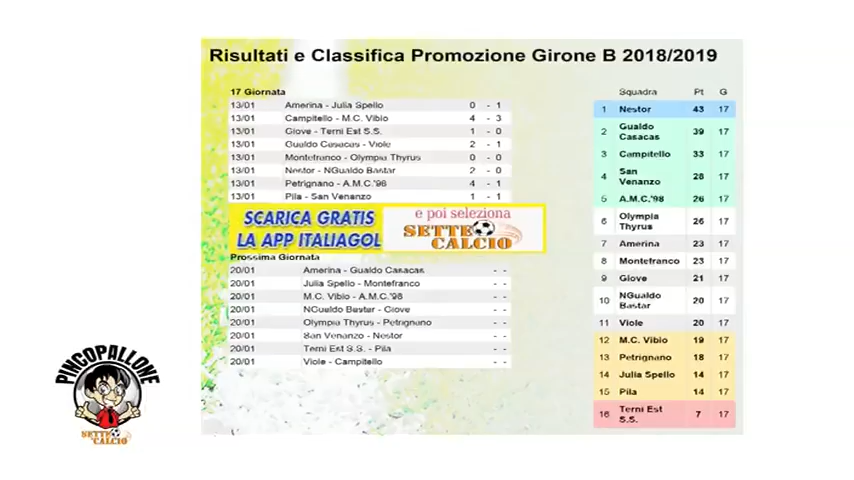 Risultati e Classifica Promozione Girone B 2018/2019
17 Giornata
13/01 Amerina - Julia Spello 0 - 1
13/01 Campitello - M.C. Vibio 4 - 3
13/01 Giove - Terni Est S.S. 1 - 0
13/01 Gualdo Casacas - Viole 2 - 1
13/01 Montefranco - Olympia Thyrus 0 - 0
13/01 Nestor - NGualdo Bastar 2 - 0
13/01 Petrignano - A.M.C.'98 4 - 1
13/01 Pila - San Venanzo 1 - 1
SCARICA GRATIS
LA APP ITALIAGOL
e poi seleziona
SETTE
CALCIO
Prossima Giornata
20/01 Amerina - Gualdo Casacas - -
20/01 Julia Spello - Montefranco - -
20/01 M.C. Vibio - A.M.C.'98 - -
20/01 NGualdo Bastar - Giove - -
20/01 Olympia Thyrus - Petrignano - -
20/01 San Venanzo - Nestor - -
20/01 Terni Est S.S. - Pila - -
20/01 Viole - Campitello - -
Squadra Pt G
1 Nestor 43 17
2 Gualdo Casacas 39 17
3 Campitello 33 17
4 San Venanzo 28 17
5 A.M.C.'98 26 17
6 Olympia Thyrus 26 17
7 Amerina 23 17
8 Montefranco 23 17
9 Giove 21 17
10 NGualdo Bastar 20 17
11 Viole 20 17
12 M.C. Vibio 19 17
13 Petrignano 18 17
14 Julia Spello 14 17
15 Pila 14 17
16 Terni Est S.S. 7 17
PINCOPALLONE
SETTE
CALCIO